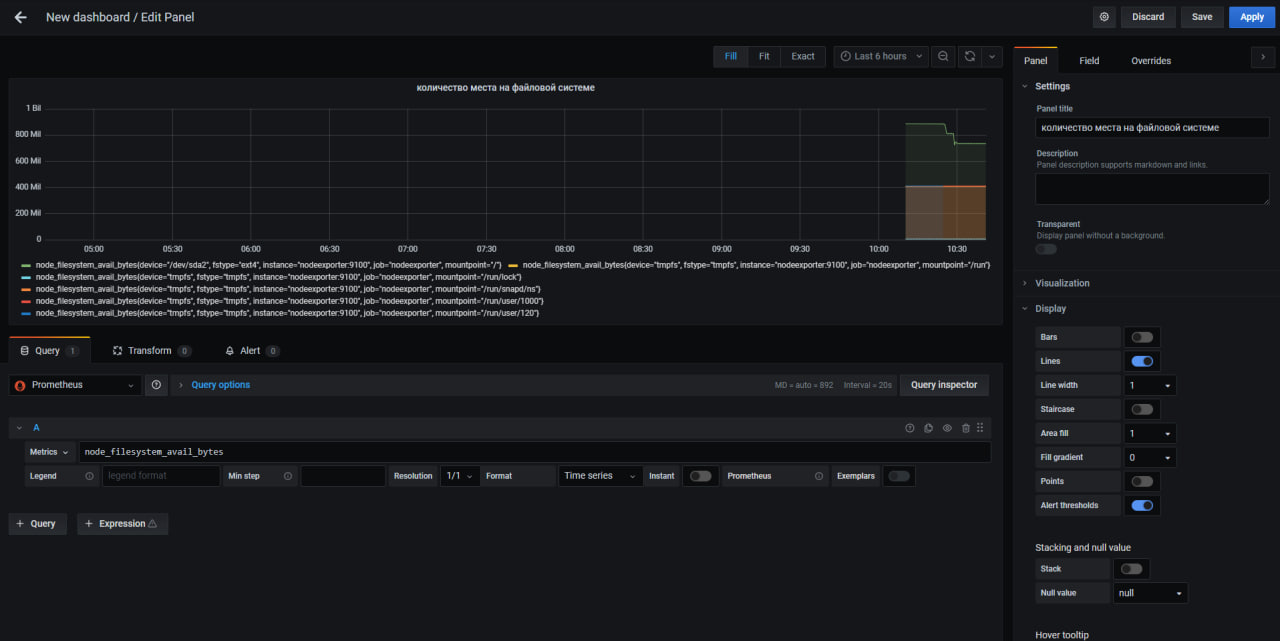 New dashboard / Edit Panel
Discard
Save
Apply
Fill
Fit
Exact
Last 6 hours
количество места на файловой системе
1 Bil
800 Mil
600 Mil
400 Mil
200 Mil
0
05:00 05:30 06:00 06:30 07:00 07:30 08:00 08:30 09:00 09:30 10:00 10:30
node_filesystem_avail_bytes{device="/dev/sda2", fstype="ext4", instance="nodeexporter:9100", job="nodeexporter", mountpoint="/"} node_filesystem_avail_bytes{device="tmpfs", fstype="tmpfs", instance="nodeexporter:9100", job="nodeexporter", mountpoint="/run"}
node_filesystem_avail_bytes{device="tmpfs", fstype="tmpfs", instance="nodeexporter:9100", job="nodeexporter", mountpoint="/run/lock"}
node_filesystem_avail_bytes{device="tmpfs", fstype="tmpfs", instance="nodeexporter:9100", job="nodeexporter", mountpoint="/run/snapd/ns"}
node_filesystem_avail_bytes{device="tmpfs", fstype="tmpfs", instance="nodeexporter:9100", job="nodeexporter", mountpoint="/run/user/1000"}
node_filesystem_avail_bytes{device="tmpfs", fstype="tmpfs", instance="nodeexporter:9100", job="nodeexporter", mountpoint="/run/user/120"}
Query 1
Transform 0
Alert 0
Prometheus
Query options
MD = auto = 892 Interval = 20s
Query inspector
A
Metrics
node_filesystem_avail_bytes
Legend
legend format
Min step
Resolution
1/1
Format
Time series
Instant
Prometheus
Exemplars
+ Query
+ Expression
Panel
Field
Overrides
Settings
Panel title
количество места на файловой системе
Description
Panel description supports markdown and links.
Transparent
Display panel without a background.
Visualization
Display
Bars
Lines
Line width 1
Staircase
Area fill 1
Fill gradient 0
Points
Alert thresholds
Stacking and null value
Stack
Null value null
Hover tooltip